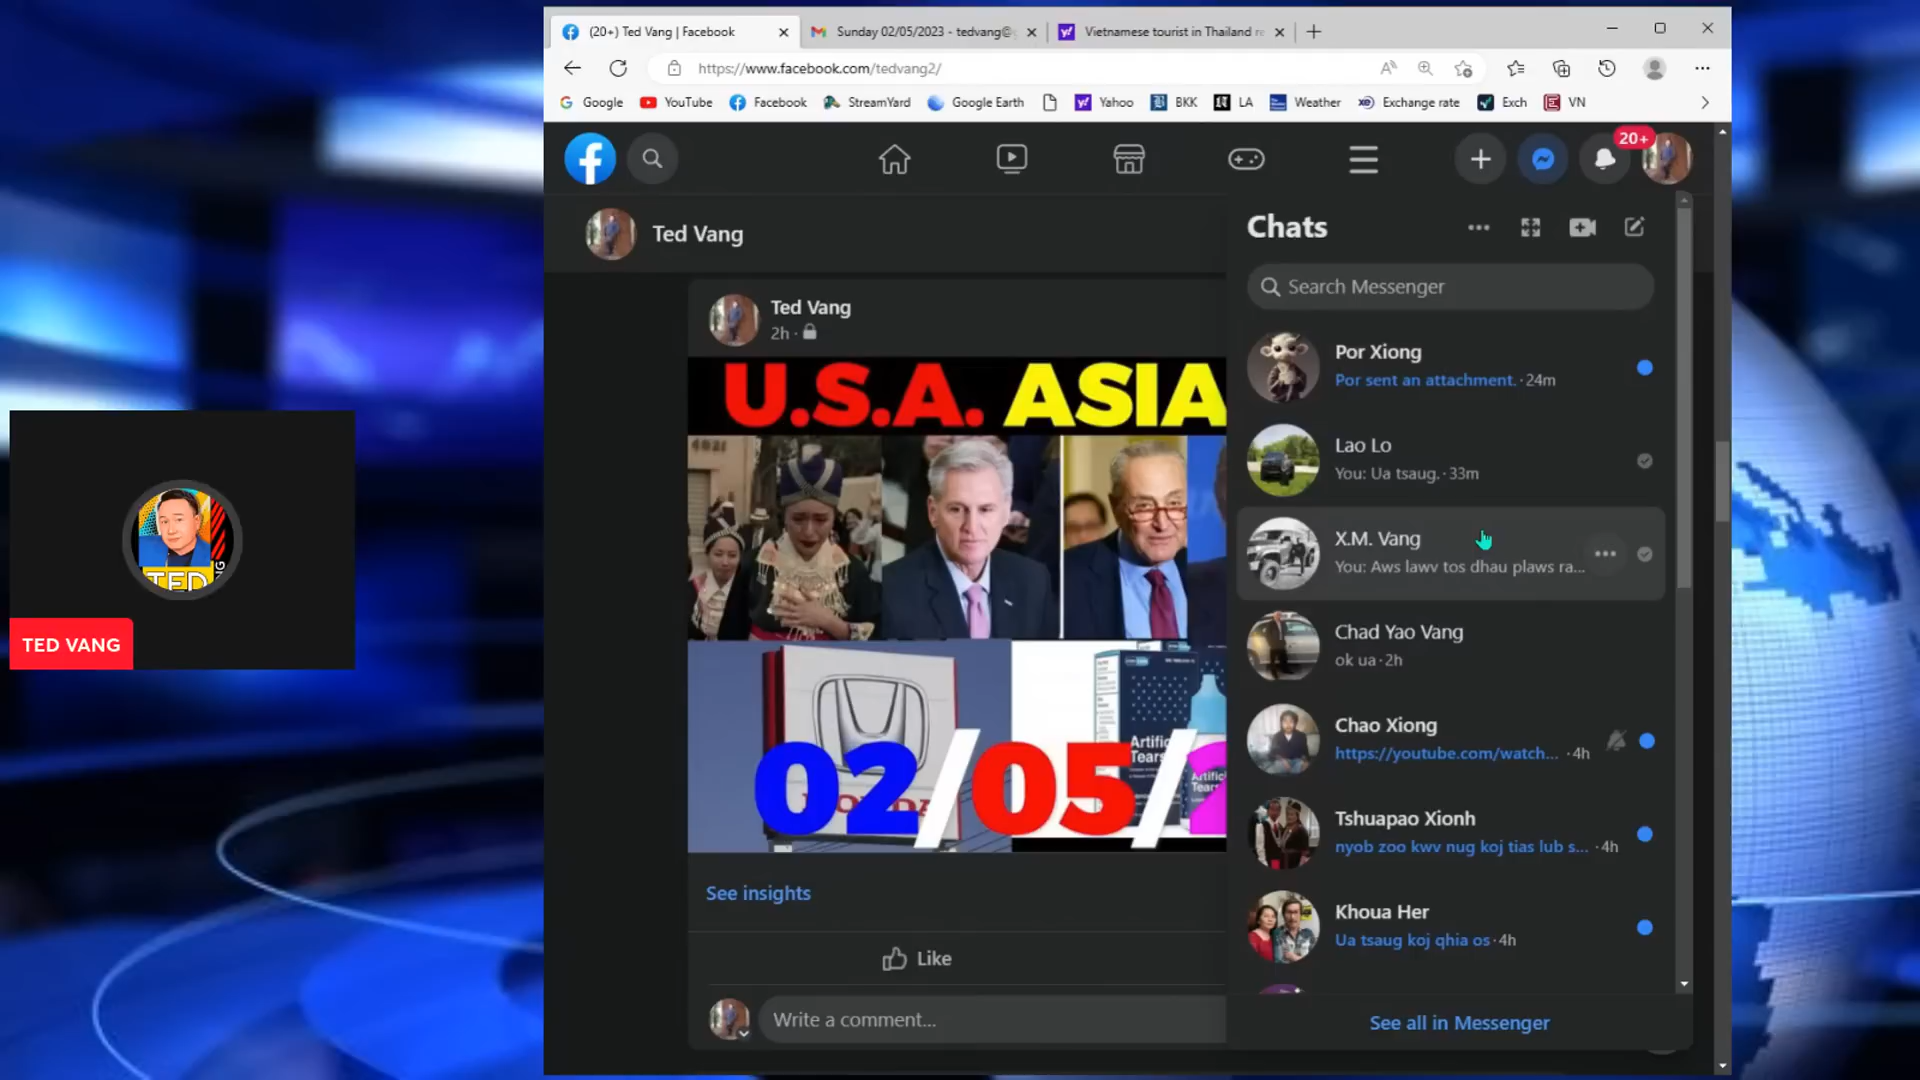 (20+) Ted Vang | Facebook
Sunday 02/05/2023 - tedvang@
Vietnamese tourist in Thailand re
https://www.facebook.com/tedvang2/
Google
YouTube
Facebook
StreamYard
Google Earth
Yahoo
BKK
LA
Weather
Exchange rate
Exch
VN
20+
Ted Vang
Chats
Search Messenger
Ted Vang
2h
U.S.A. ASIA
Por Xiong
Por sent an attachment. · 24m
Lao Lo
You: Ua tsaug. · 33m
X.M. Vang
You: Aws lawv tos dhau plaws ra...
Chad Yao Vang
ok ua · 2h
Chao Xiong
https://youtube.com/watch... · 4h
Tshuapao Xionh
nyob zoo kwv nug koj tias lub s... · 4h
Khoua Her
Ua tsaug koj qhia os · 4h
Artific
Tears
Artific
Tears
02/05/2
See insights
Like
Write a comment...
See all in Messenger
TED
TED VANG